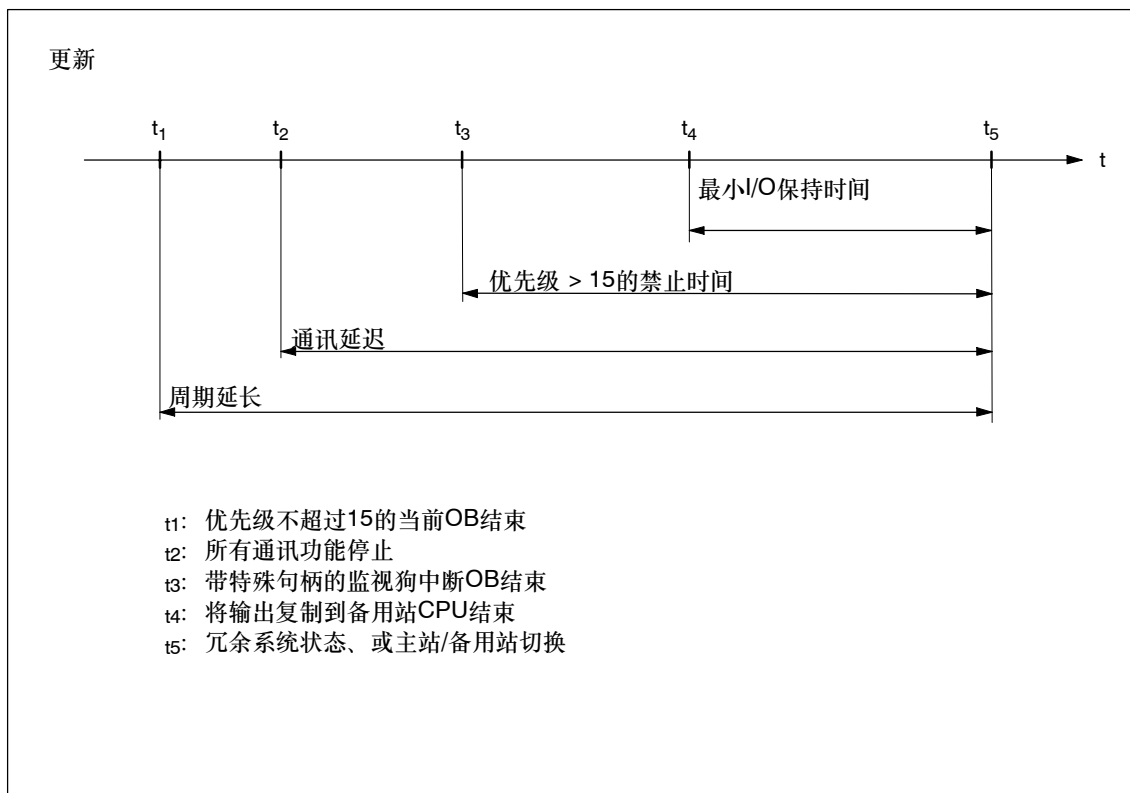 更新
t1 t2 t3 t4 t5
t
最小I/O保持时间
优先级 > 15的禁止时间
通讯延迟
周期延长
t1: 优先级不超过15的当前OB结束
t2: 所有通讯功能停止
t3: 带特殊句柄的监视狗中断OB结束
t4: 将输出复制到备用站CPU结束
t5: 冗余系统状态、或主站/备用站切换